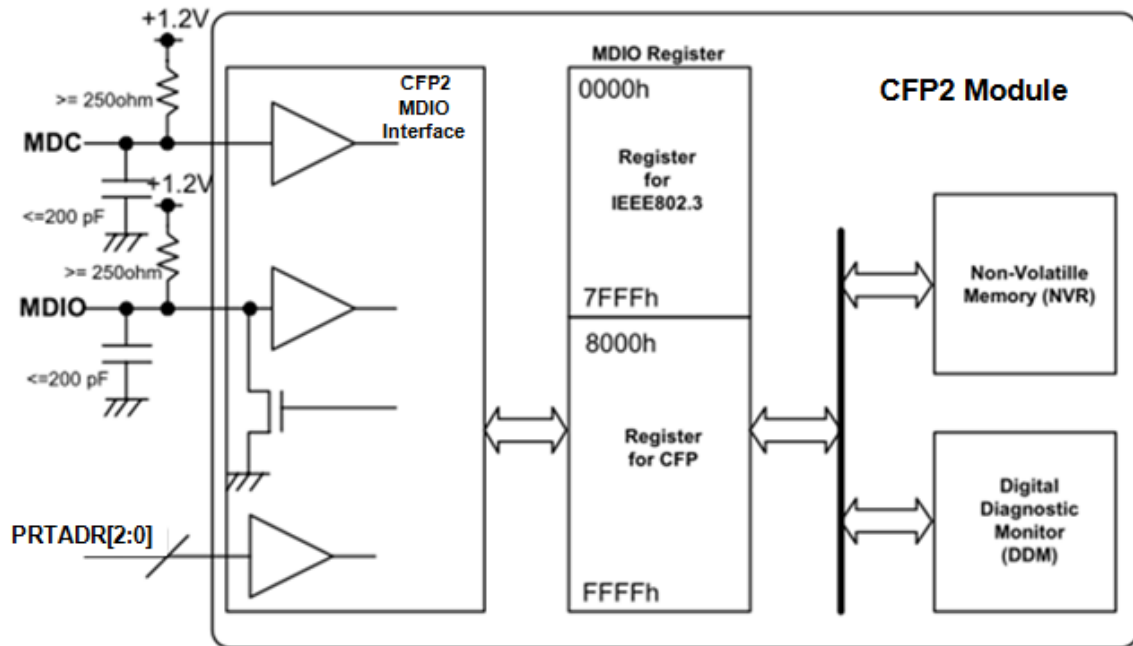 +1.2V
>= 250ohm
MDC
+1.2V
<=200 pF
>= 250ohm
MDIO
<=200 pF
PRTADR[2:0]
CFP2
MDIO
Interface
MDIO Register
0000h
Register
for
IEEE802.3
7FFFh
8000h
Register
for CFP
FFFFh
CFP2 Module
Non-Volatille
Memory (NVR)
Digital
Diagnostic
Monitor
(DDM)